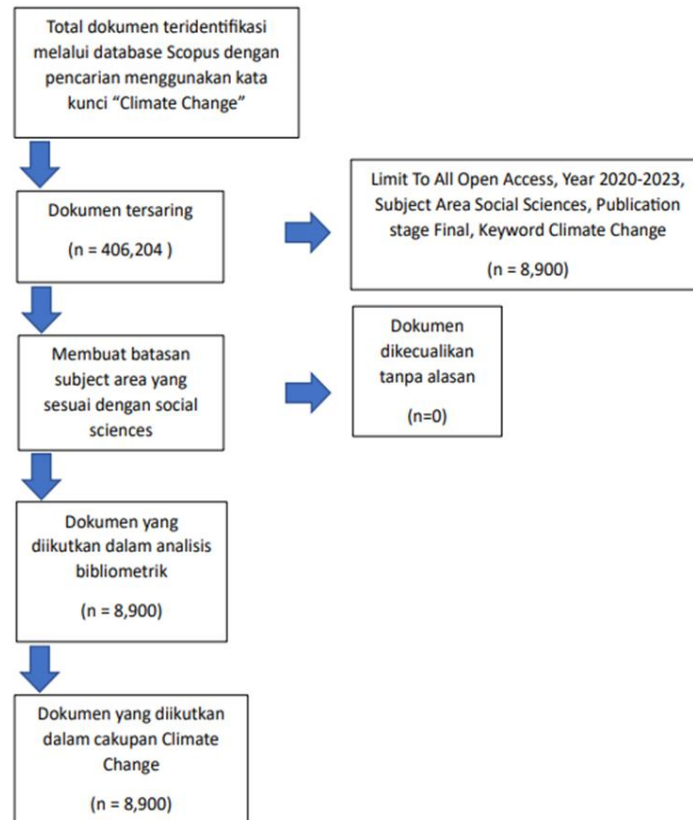 Total dokumen teridentifikasi
melalui database Scopus dengan
pencarian menggunakan kata
kunci “Climate Change”
Dokumen tersaring
(n = 406,204 )
Limit To All Open Access, Year 2020-2023,
Subject Area Social Sciences, Publication
stage Final, Keyword Climate Change
(n = 8,900)
Membuat batasan
subject area yang
sesuai dengan social
sciences
Dokumen
dikecualikan
tanpa alasan
(n=0)
Dokumen yang
diikutkan dalam analisis
bibliometrik
(n = 8,900)
Dokumen yang diikutkan
dalam cakupan Climate
Change
(n = 8,900)